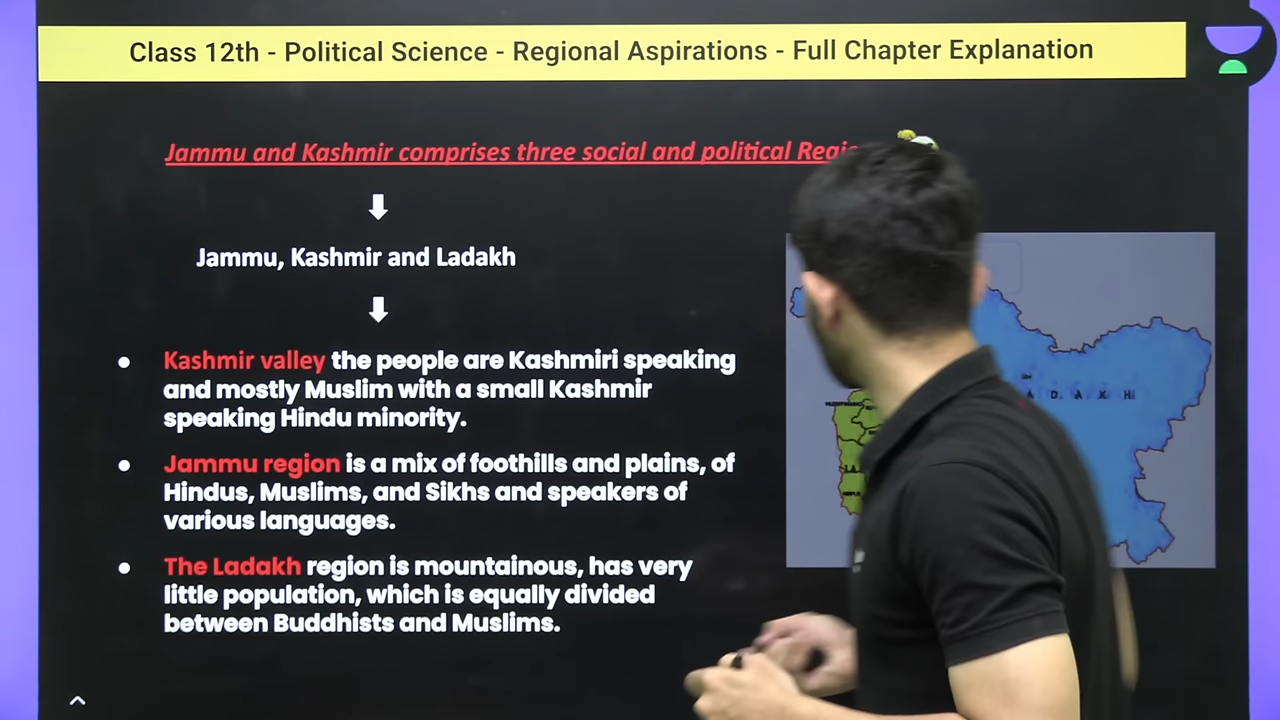 Class 12th - Political Science - Regional Aspirations - Full Chapter Explanation
Jammu and Kashmir comprises three social and political
Jammu, Kashmir and Ladakh
Kashmir valley the people are Kashmiri speaking
and mostly Muslim with a small Kashmir
speaking Hindu minority.
Jammu region is a mix of foothills and plains, of
Hindus, Muslims, and Sikhs and speakers of
various languages.
The Ladakh region is mountainous, has very
little population, which is equally divided
between Buddhists and Muslims.